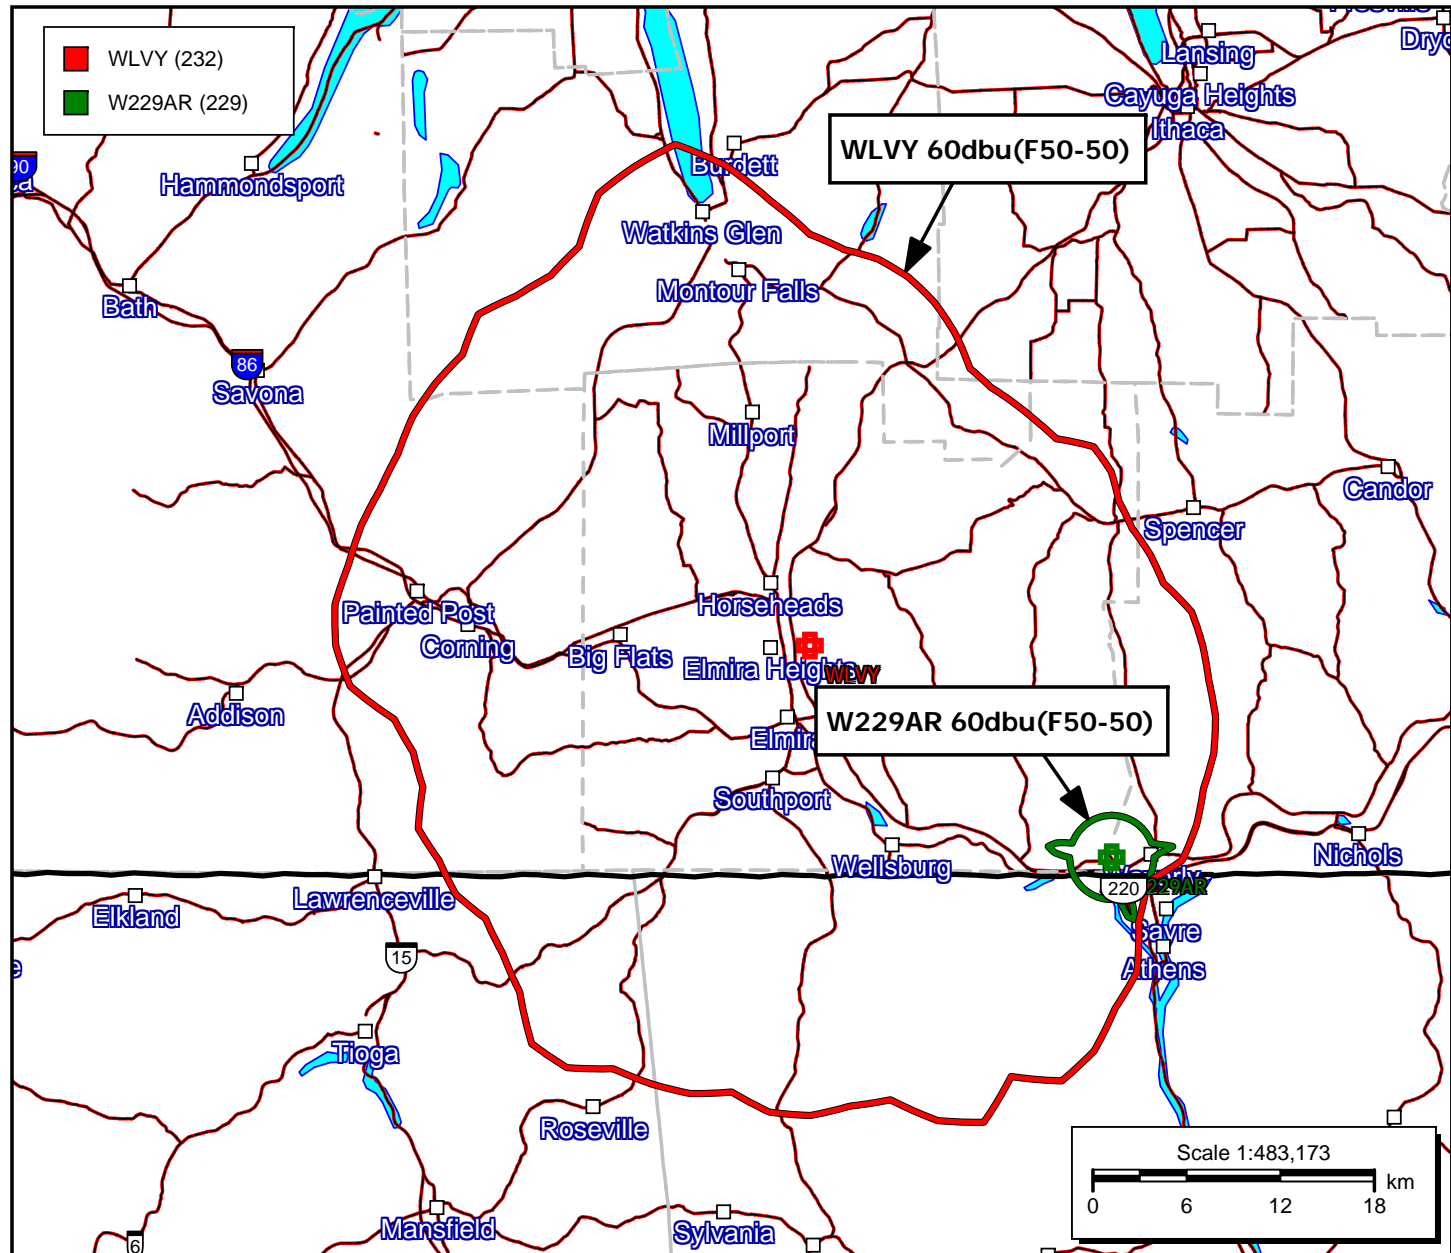 WLVY (232)
W229AR (229)
Lansing
Cayuga Heights
Ithaca
WLVY 60dbu(F50-50)
Burdett
Hammondsport
Watkins Glen
Montour Falls
Bath
86
Savona
Millport
Candor
Spencer
Horseheads
Painted Post
Corning
Big Flats
Elmira Heights
WLVY
Addison
W229AR 60dbu(F50-50)
Elmira
Southport
Nichols
Wellsburg
Waverly
220
229AR
Lawrenceville
Elkland
Sayre
15
Athens
Tioga
Roseville
Scale 1:483,173
km
0 6 12 18
Mansfield
Sylvania
6